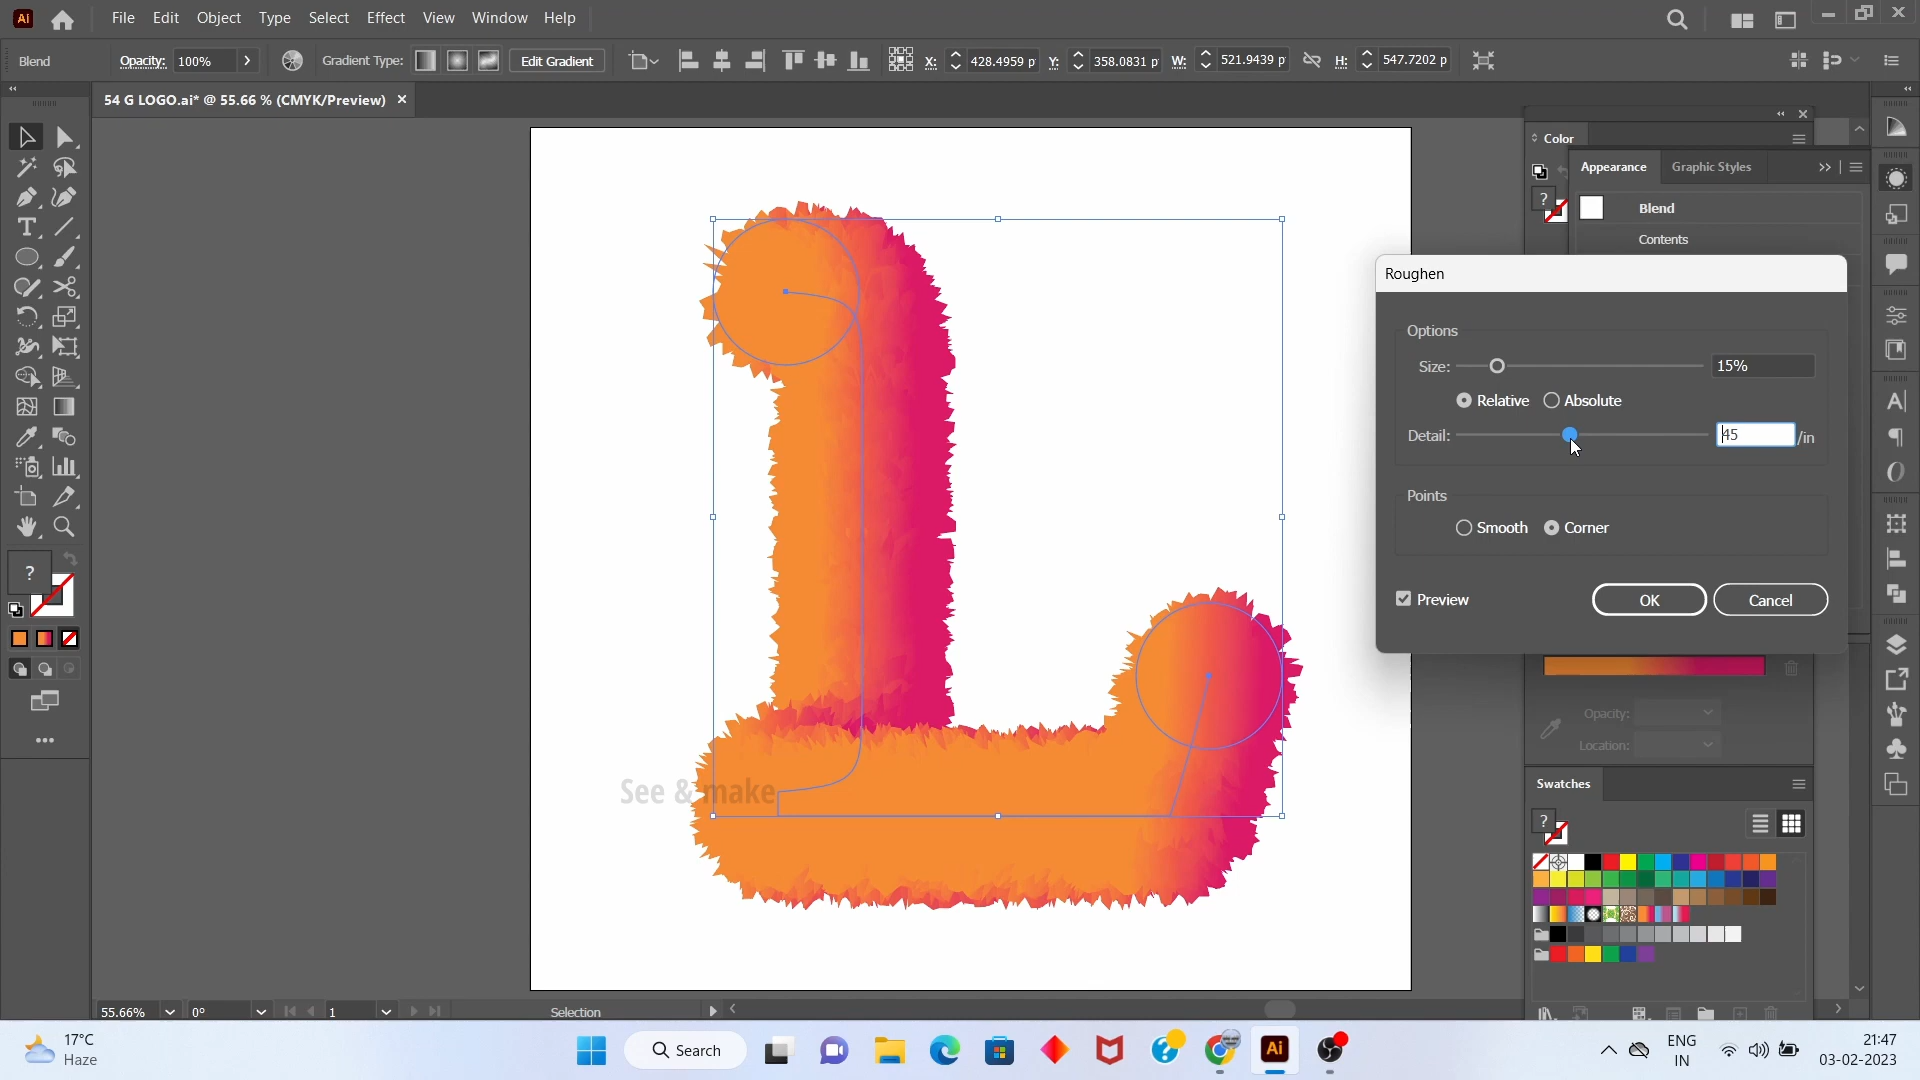 Ai File Edit Object Type Select Effect View Window Help
Blend Opacity: 100% Gradient Type: Edit Gradient X: 428.4959 p Y: 358.0831 p W: 521.9439 p H: 547.7202 p
54 G LOGO.ai* @ 55.66 % (CMYK/Preview)
Color
Appearance Graphic Styles
? Blend
Contents
Roughen
Options
Size: 15%
Relative Absolute
Detail: 45 /in
Points
Smooth Corner
?
Preview OK Cancel
Opacity:
Location:
See & make
Swatches
?
55.66% 0° 1 Selection
17°C
Haze
Search
Ai
ENG
IN
21:47
03-02-2023